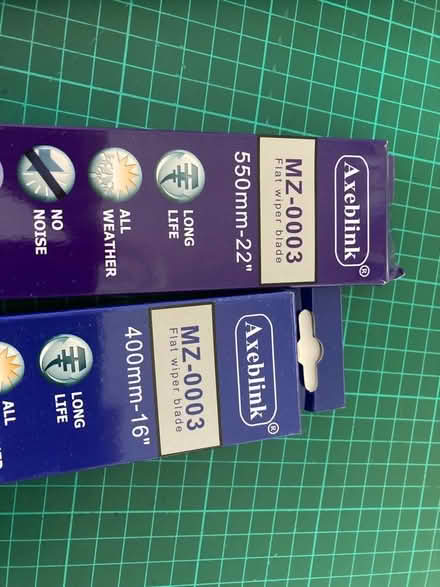 Axeblink®
MZ-0003
Flat wiper blade
550mm-22"
LONG
LIFE
ALL
WEATHER
NO
NOISE
Axeblink®
MZ-0003
Flat wiper blade
400mm-16"
LONG
LIFE
ALL